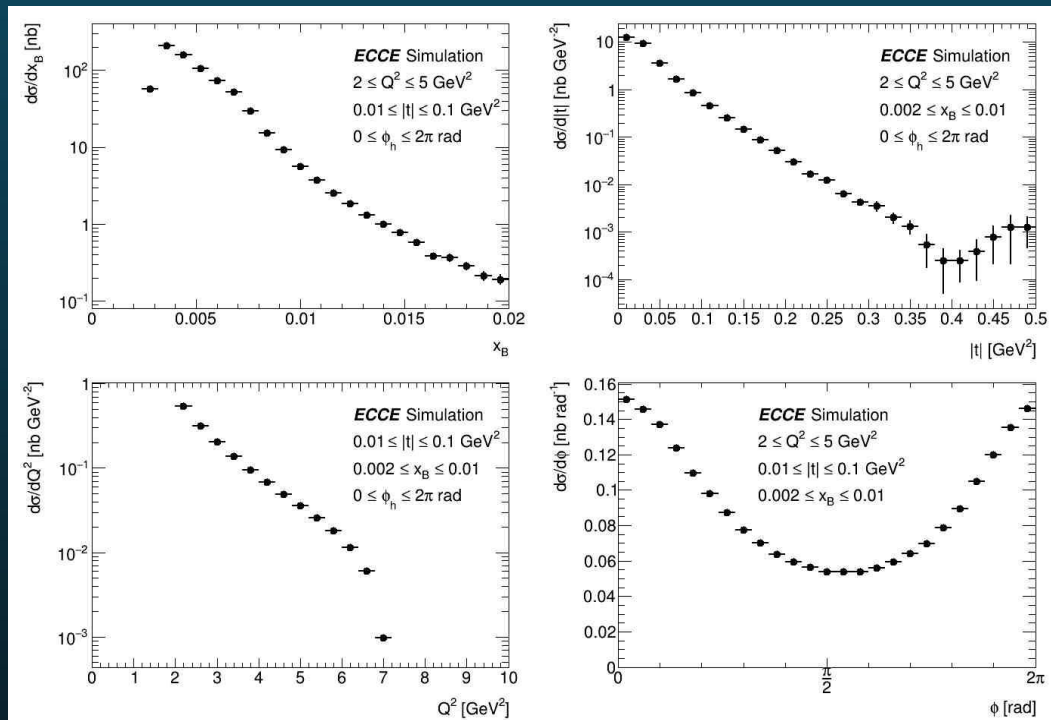 dσ/dx_B [nb]
ECCE Simulation
2 ≤ Q² ≤ 5 GeV²
0.01 ≤ |t| ≤ 0.1 GeV²
0 ≤ ϕ_h ≤ 2π rad
10²
10
1
10⁻¹
0 0.005 0.01 0.015 0.02
x_B
dσ/d|t| [nb GeV⁻²]
ECCE Simulation
2 ≤ Q² ≤ 5 GeV²
0.002 ≤ x_B ≤ 0.01
0 ≤ ϕ_h ≤ 2π rad
10
1
10⁻¹
10⁻²
10⁻³
10⁻⁴
0 0.05 0.1 0.15 0.2 0.25 0.3 0.35 0.4 0.45 0.5
|t| [GeV²]
dσ/dQ² [nb GeV⁻²]
ECCE Simulation
0.01 ≤ |t| ≤ 0.1 GeV²
0.002 ≤ x_B ≤ 0.01
0 ≤ ϕ_h ≤ 2π rad
1
10⁻¹
10⁻²
10⁻³
0 1 2 3 4 5 6 7 8 9 10
Q² [GeV²]
dσ/dϕ [nb rad⁻¹]
ECCE Simulation
2 ≤ Q² ≤ 5 GeV²
0.01 ≤ |t| ≤ 0.1 GeV²
0.002 ≤ x_B ≤ 0.01
0.16
0.14
0.12
0.1
0.08
0.06
0.04
0.02
0
0 π/2 2π
ϕ [rad]